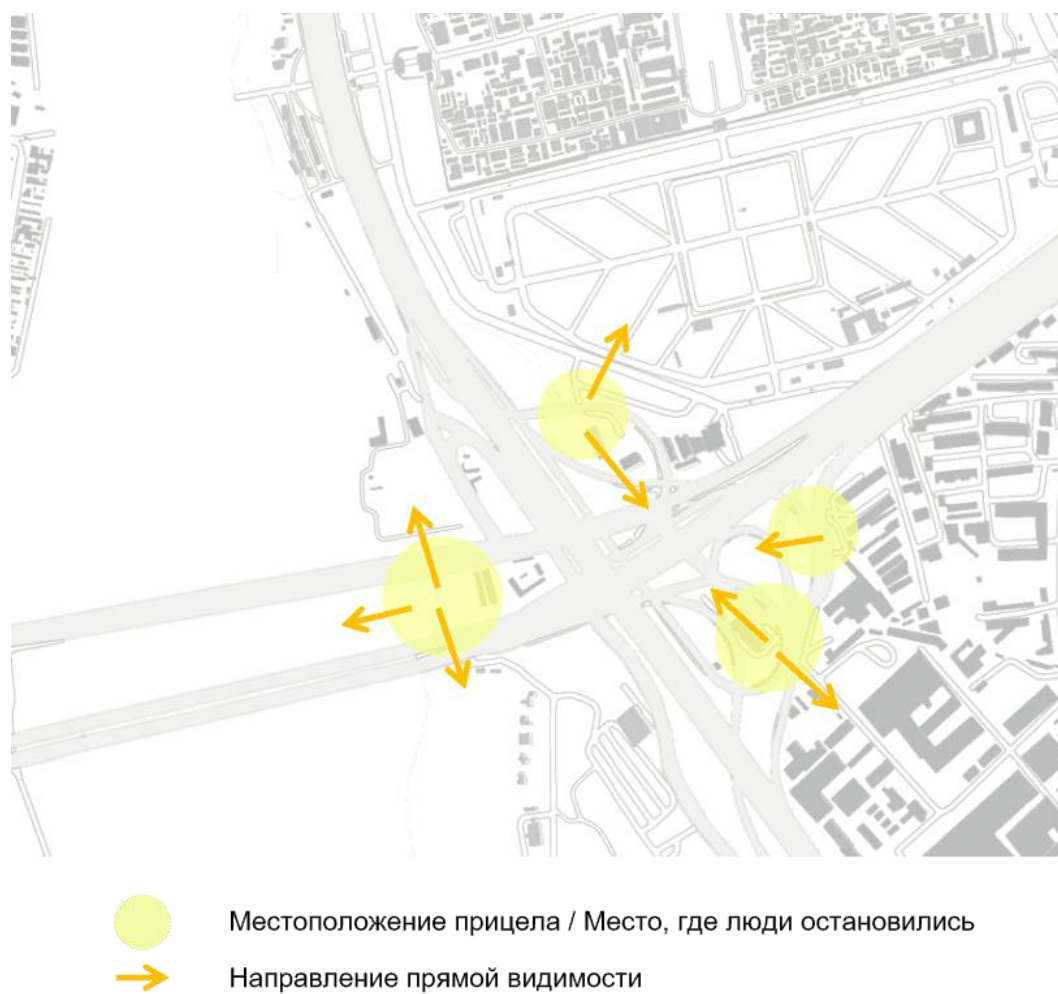 Местоположение прицела / Место, где люди остановились
Направление прямой видимости